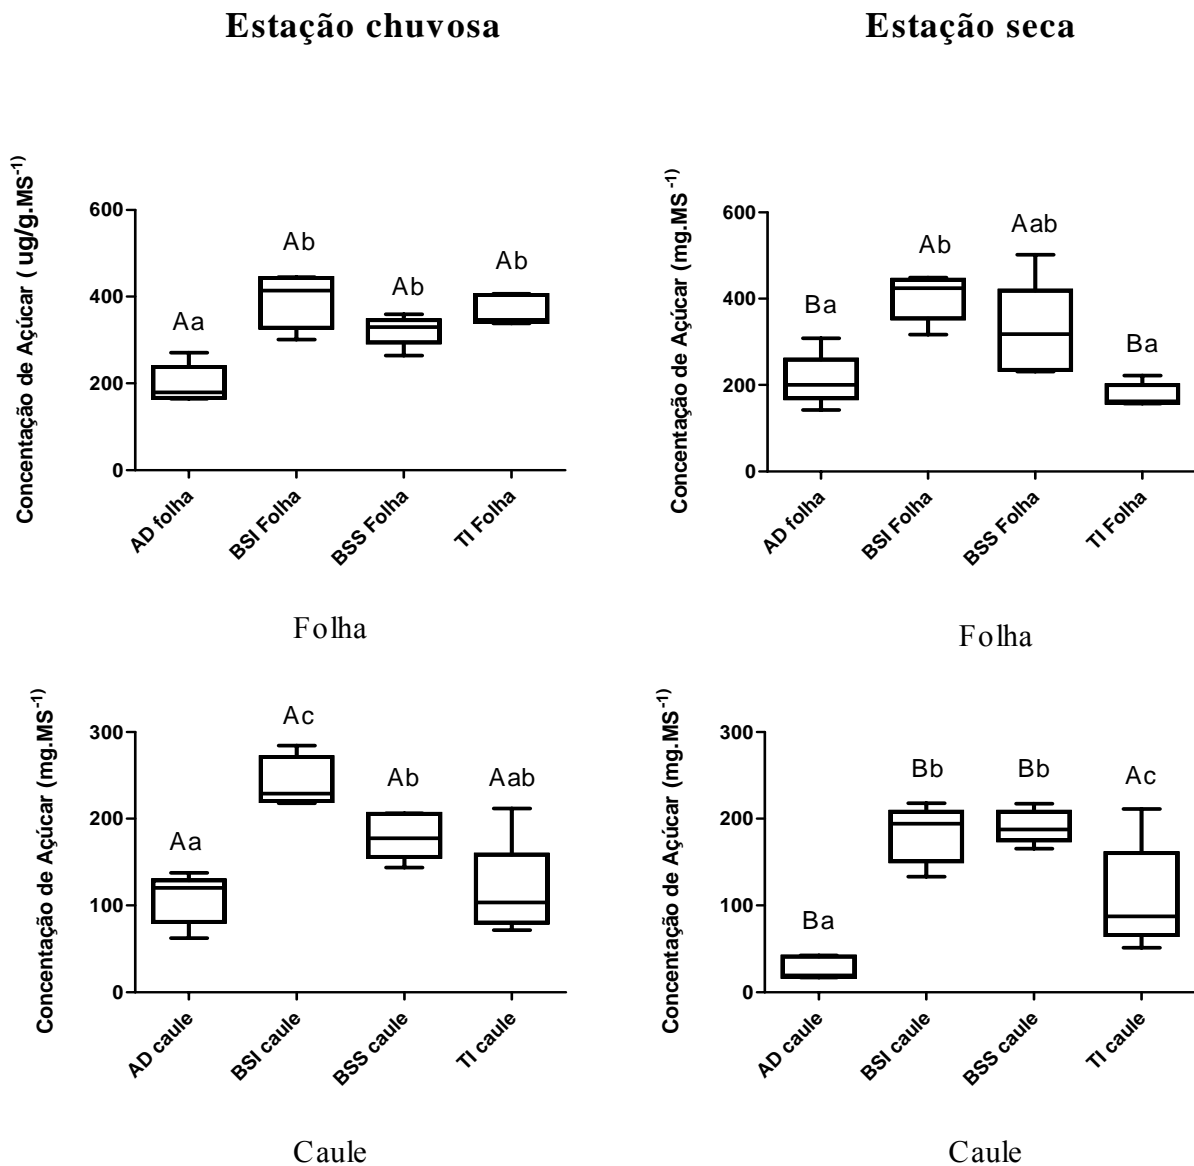 Estação chuvosa
Estação seca
Concentação de Açúcar ( ug/g.MS⁻¹)
600
400
200
0
Aa
Ab
Ab
Ab
AD folha
BSI Folha
BSS Folha
TI Folha
Folha
Concentação de Açúcar (mg.MS⁻¹)
600
400
200
0
Ba
Ab
Aab
Ba
AD folha
BSI Folha
BSS Folha
TI Folha
Folha
Concentação de Açúcar (mg.MS⁻¹)
300
200
100
0
Aa
Ac
Ab
Aab
AD caule
BSI caule
BSS caule
TI caule
Caule
Concentação de Açúcar (mg.MS⁻¹)
300
200
100
0
Ba
Bb
Bb
Ac
AD caule
BSI caule
BSS caule
TI caule
Caule